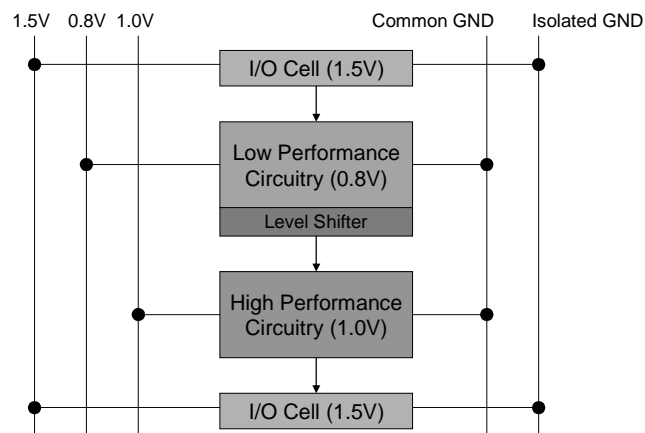 1.5V 0.8V 1.0V Common GND Isolated GND
I/O Cell (1.5V)
Low Performance
Circuitry (0.8V)
Level Shifter
High Performance
Circuitry (1.0V)
I/O Cell (1.5V)